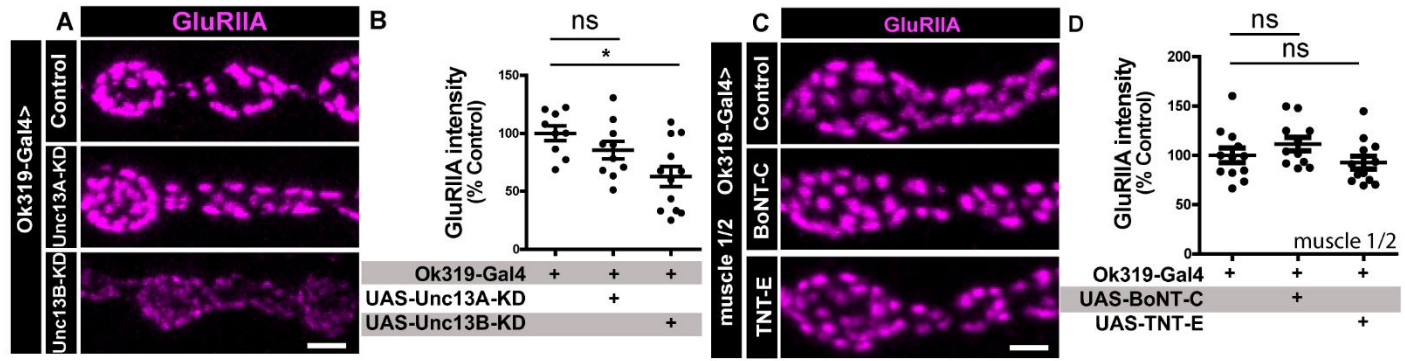 A
GluRIIA
Ok319-Gal4>
Control
Unc13A-KD
Unc13B-KD
B
ns
*
GluRIIA intensity
(% Control)
150
100
50
0
Ok319-Gal4 + + +
UAS-Unc13A-KD +
UAS-Unc13B-KD +
C
GluRIIA
muscle 1/2 Ok319-Gal4>
Control
BoNT-C
TNT-E
D
ns
ns
GluRIIA intensity
(% Control)
200
150
100
50
0
muscle 1/2
Ok319-Gal4 + + +
UAS-BoNT-C +
UAS-TNT-E +